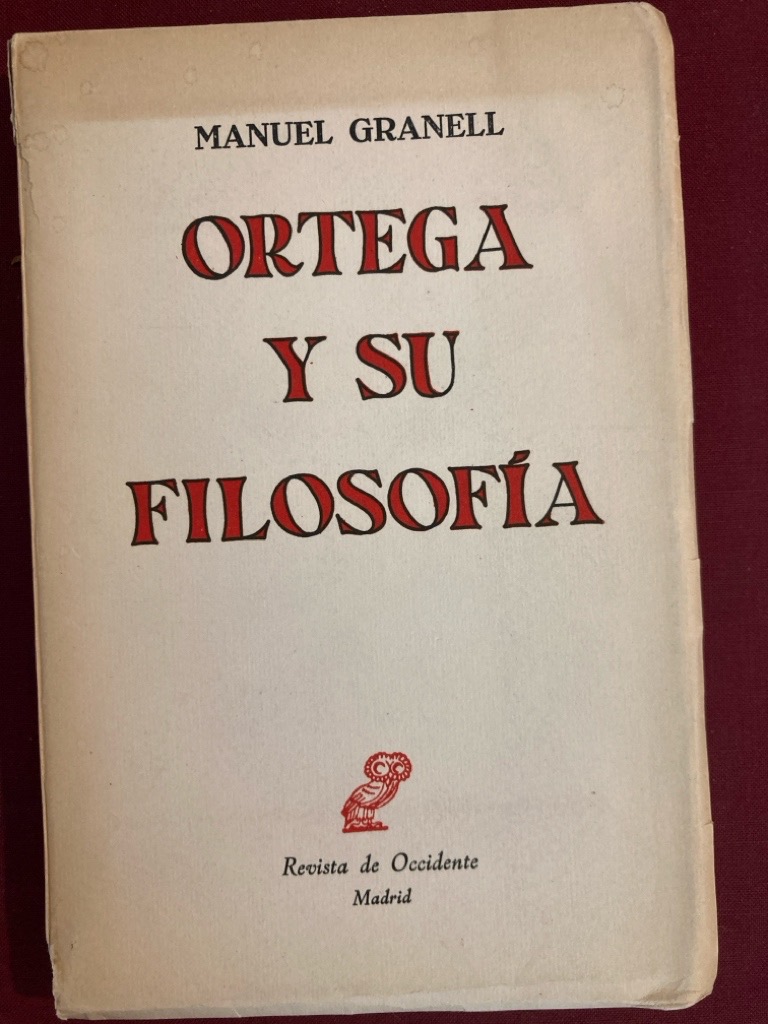 MANUEL GRANELL
ORTEGA
Y SU
FILOSOFÍA
Revista de Occidente
Madrid